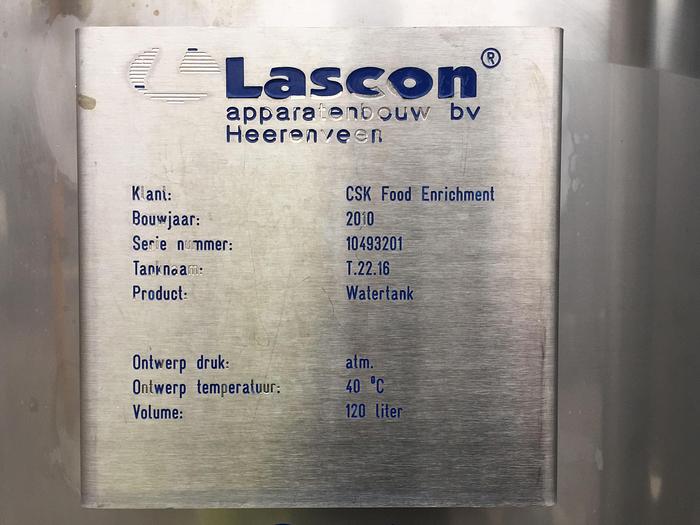 Lascon®
apparatenbouw bv
Heerenveen
Klant: CSK Food Enrichment
Bouwjaar: 2010
Serie nummer: 10493201
Tanknaam: T.22.16
Product: Watertank
Ontwerp druk: atm.
Ontwerp temperatuur: 40 °C
Volume: 120 liter